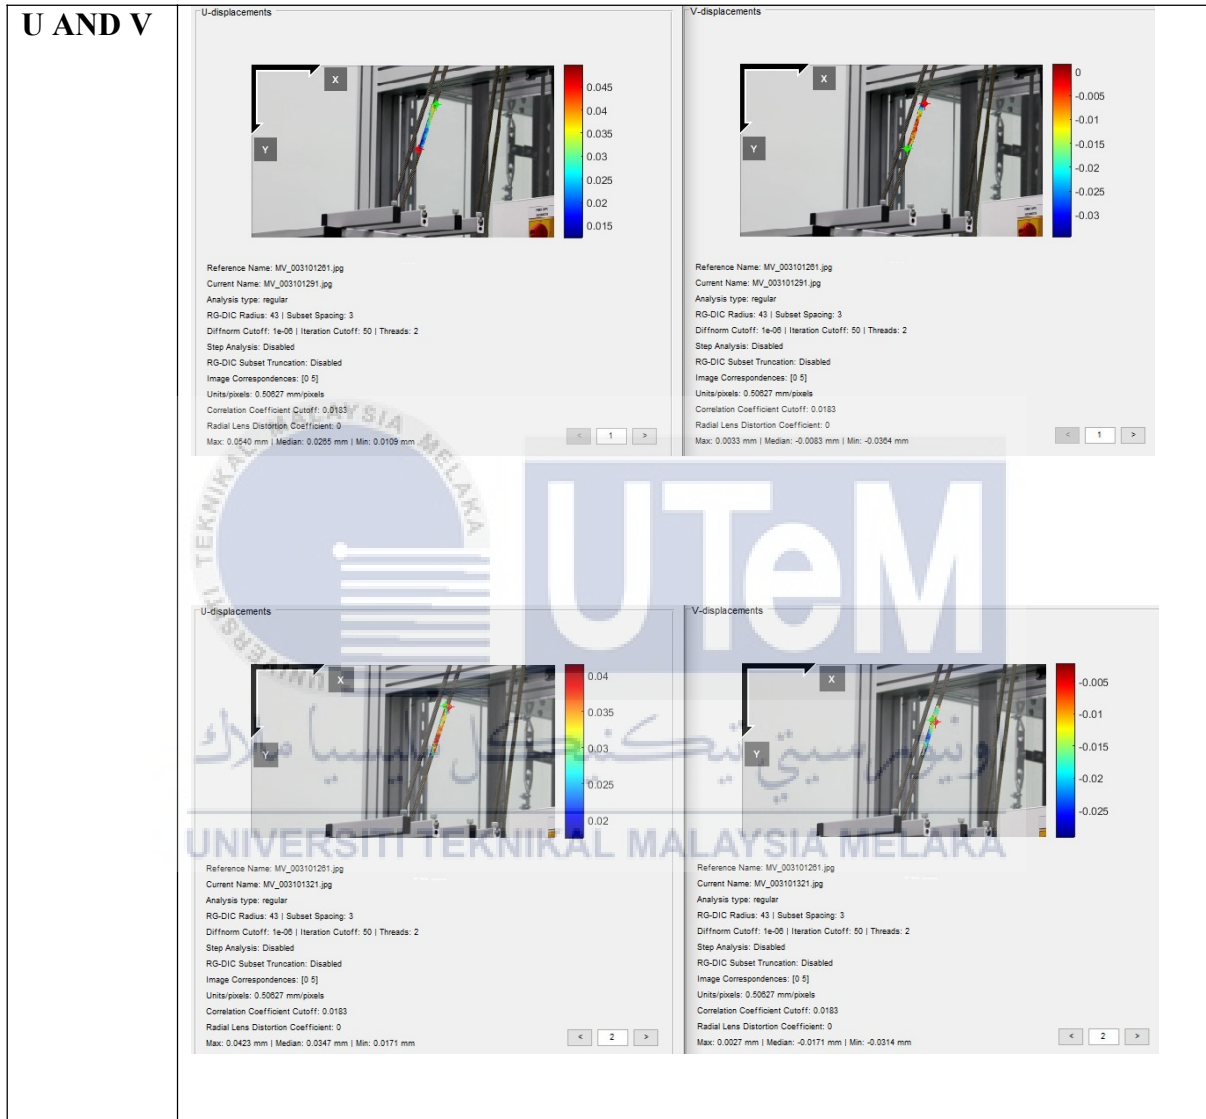 U AND V
U-displacements
X
Y
0.045
0.04
0.035
0.03
0.025
0.02
0.015
Reference Name: MV_003101261.jpg
Current Name: MV_003101291.jpg
Analysis type: regular
RG-DIC Radius: 43 | Subset Spacing: 3
Diffnorm Cutoff: 1e-06 | Iteration Cutoff: 50 | Threads: 2
Step Analysis: Disabled
RG-DIC Subset Truncation: Disabled
Image Correspondences: [0 5]
Units/pixels: 0.50627 mm/pixels
Correlation Coefficient Cutoff: 0.0183
Radial Lens Distortion Coefficient: 0
Max: 0.0540 mm | Median: 0.0265 mm | Min: 0.0109 mm
< 1 >
V-displacements
X
Y
0
-0.005
-0.01
-0.015
-0.02
-0.025
-0.03
Reference Name: MV_003101261.jpg
Current Name: MV_003101291.jpg
Analysis type: regular
RG-DIC Radius: 43 | Subset Spacing: 3
Diffnorm Cutoff: 1e-06 | Iteration Cutoff: 50 | Threads: 2
Step Analysis: Disabled
RG-DIC Subset Truncation: Disabled
Image Correspondences: [0 5]
Units/pixels: 0.50627 mm/pixels
Correlation Coefficient Cutoff: 0.0183
Radial Lens Distortion Coefficient: 0
Max: 0.0033 mm | Median: -0.0083 mm | Min: -0.0364 mm
< 1 >
UNIVERSITI TEKNIKAL MALAYSIA MELAKA
UTeM
U-displacements
X
Y
0.04
0.035
0.03
0.025
0.02
Reference Name: MV_003101261.jpg
Current Name: MV_003101321.jpg
Analysis type: regular
RG-DIC Radius: 43 | Subset Spacing: 3
Diffnorm Cutoff: 1e-06 | Iteration Cutoff: 50 | Threads: 2
Step Analysis: Disabled
RG-DIC Subset Truncation: Disabled
Image Correspondences: [0 5]
Units/pixels: 0.50627 mm/pixels
Correlation Coefficient Cutoff: 0.0183
Radial Lens Distortion Coefficient: 0
Max: 0.0423 mm | Median: 0.0347 mm | Min: 0.0171 mm
< 2 >
V-displacements
X
Y
-0.005
-0.01
-0.015
-0.02
-0.025
Reference Name: MV_003101261.jpg
Current Name: MV_003101321.jpg
Analysis type: regular
RG-DIC Radius: 43 | Subset Spacing: 3
Diffnorm Cutoff: 1e-06 | Iteration Cutoff: 50 | Threads: 2
Step Analysis: Disabled
RG-DIC Subset Truncation: Disabled
Image Correspondences: [0 5]
Units/pixels: 0.50627 mm/pixels
Correlation Coefficient Cutoff: 0.0183
Radial Lens Distortion Coefficient: 0
Max: 0.0027 mm | Median: -0.0171 mm | Min: -0.0314 mm
< 2 >
اونيۏرسيتي تيكنيكل مليسيا ملاك
UNIVERSITI TEKNIKAL MALAYSIA MELAKA